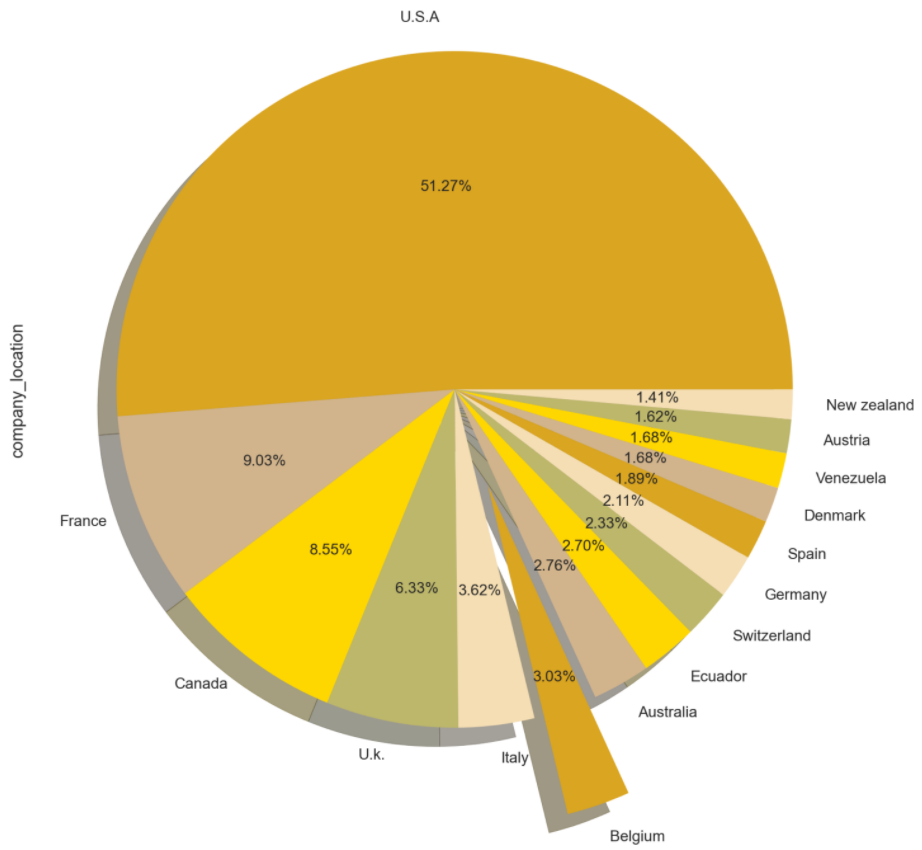 U.S.A
51.27%
company_location
1.41%
New zealand
1.62%
Austria
1.68%
Venezuela
1.68%
Denmark
1.89%
Spain
2.11%
Germany
2.33%
Switzerland
2.70%
Ecuador
2.76%
Australia
3.03%
Belgium
3.62%
Italy
6.33%
U.k.
8.55%
Canada
9.03%
France